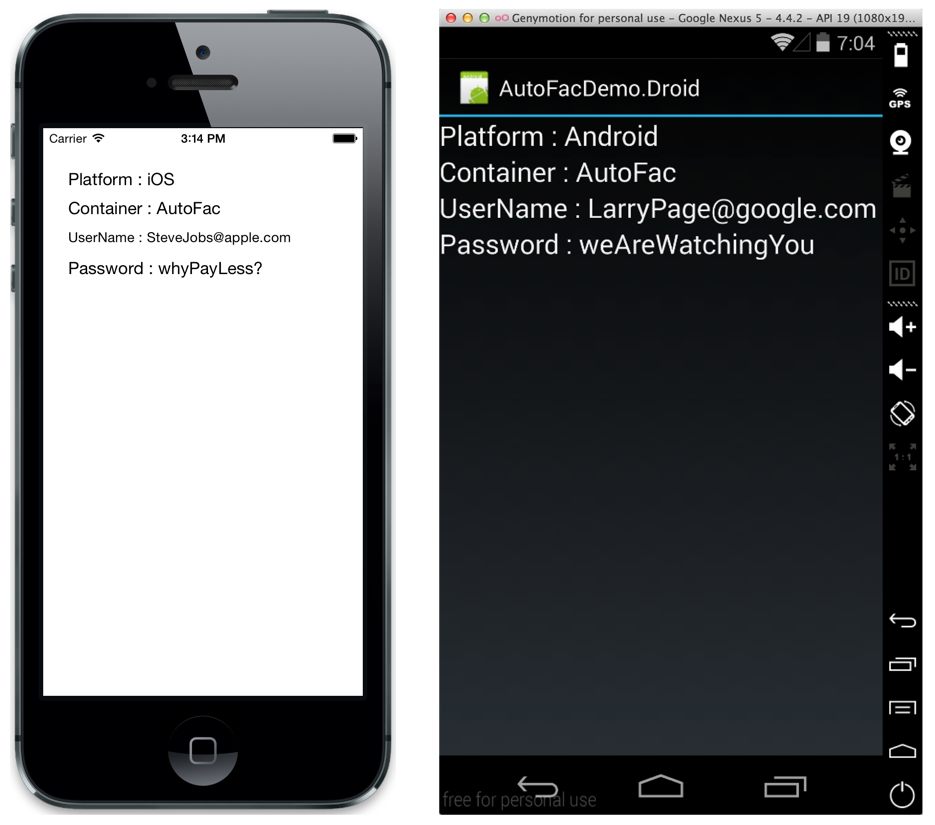 Carrier 3:14 PM
Platform : iOS
Container : AutoFac
UserName : SteveJobs@apple.com
Password : whyPayLess?
Genymotion for personal use - Google Nexus 5 - 4.4.2 - API 19 (1080x19...
7:04
AutoFacDemo.Droid
Platform : Android
Container : AutoFac
UserName : LarryPage@google.com
Password : weAreWatchingYou
GPS
ID
1:1
free for personal use